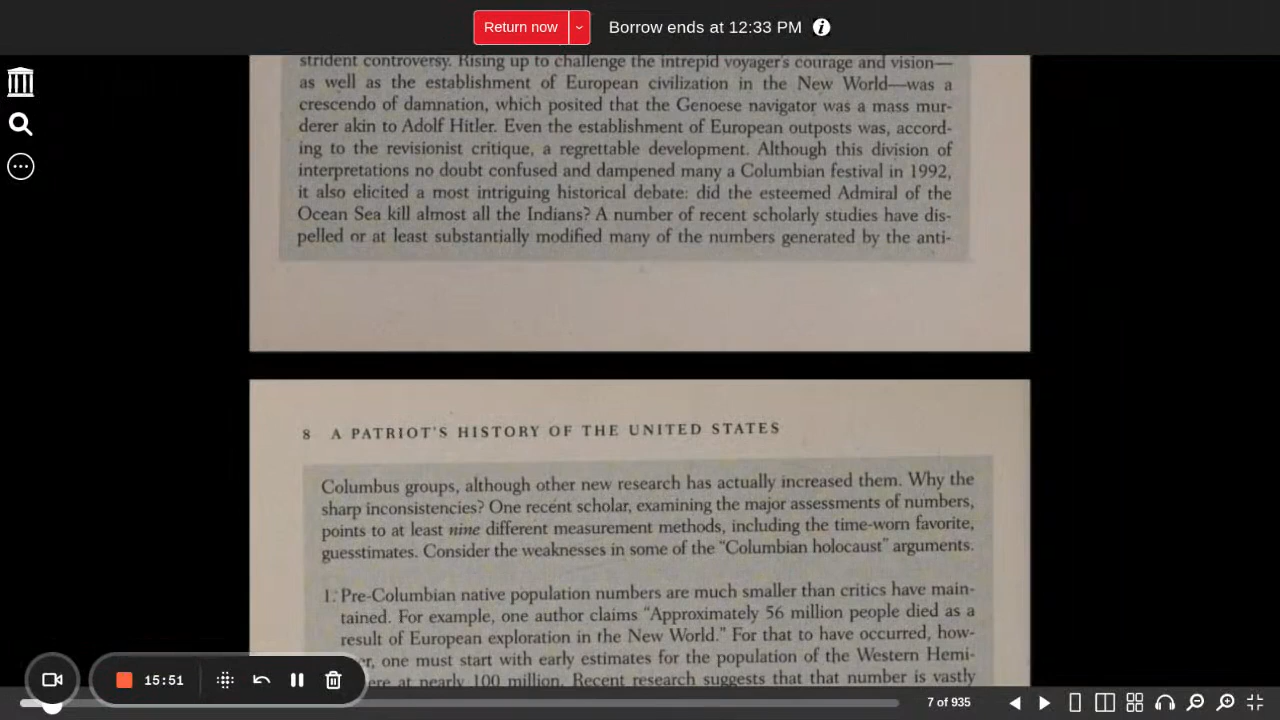 Return now
Borrow ends at 12:33 PM
strident controversy. Rising up to challenge the intrepid voyager's courage and vision—
as well as the establishment of European civilization in the New World—was a
crescendo of damnation, which posited that the Genoese navigator was a mass mur-
derer akin to Adolf Hitler. Even the establishment of European outposts was, accord-
ing to the revisionist critique, a regrettable development. Although this division of
interpretations no doubt confused and dampened many a Columbian festival in 1992,
it also elicited a most intriguing historical debate: did the esteemed Admiral of the
Ocean Sea kill almost all the Indians? A number of recent scholarly studies have dis-
pelled or at least substantially modified many of the numbers generated by the anti-
8 A PATRIOT'S HISTORY OF THE UNITED STATES
Columbus groups, although other new research has actually increased them. Why the
sharp inconsistencies? One recent scholar, examining the major assessments of numbers,
points to at least nine different measurement methods, including the time-worn favorite,
guesstimates. Consider the weaknesses in some of the "Columbian holocaust" arguments.
1. Pre-Columbian native population numbers are much smaller than critics have main-
tained. For example, one author claims "Approximately 56 million people died as a
result of European exploration in the New World." For that to have occurred, how-
er, one must start with early estimates for the population of the Western Hemi-
ere at nearly 100 million. Recent research suggests that that number is vastly
15:51
7 of 935